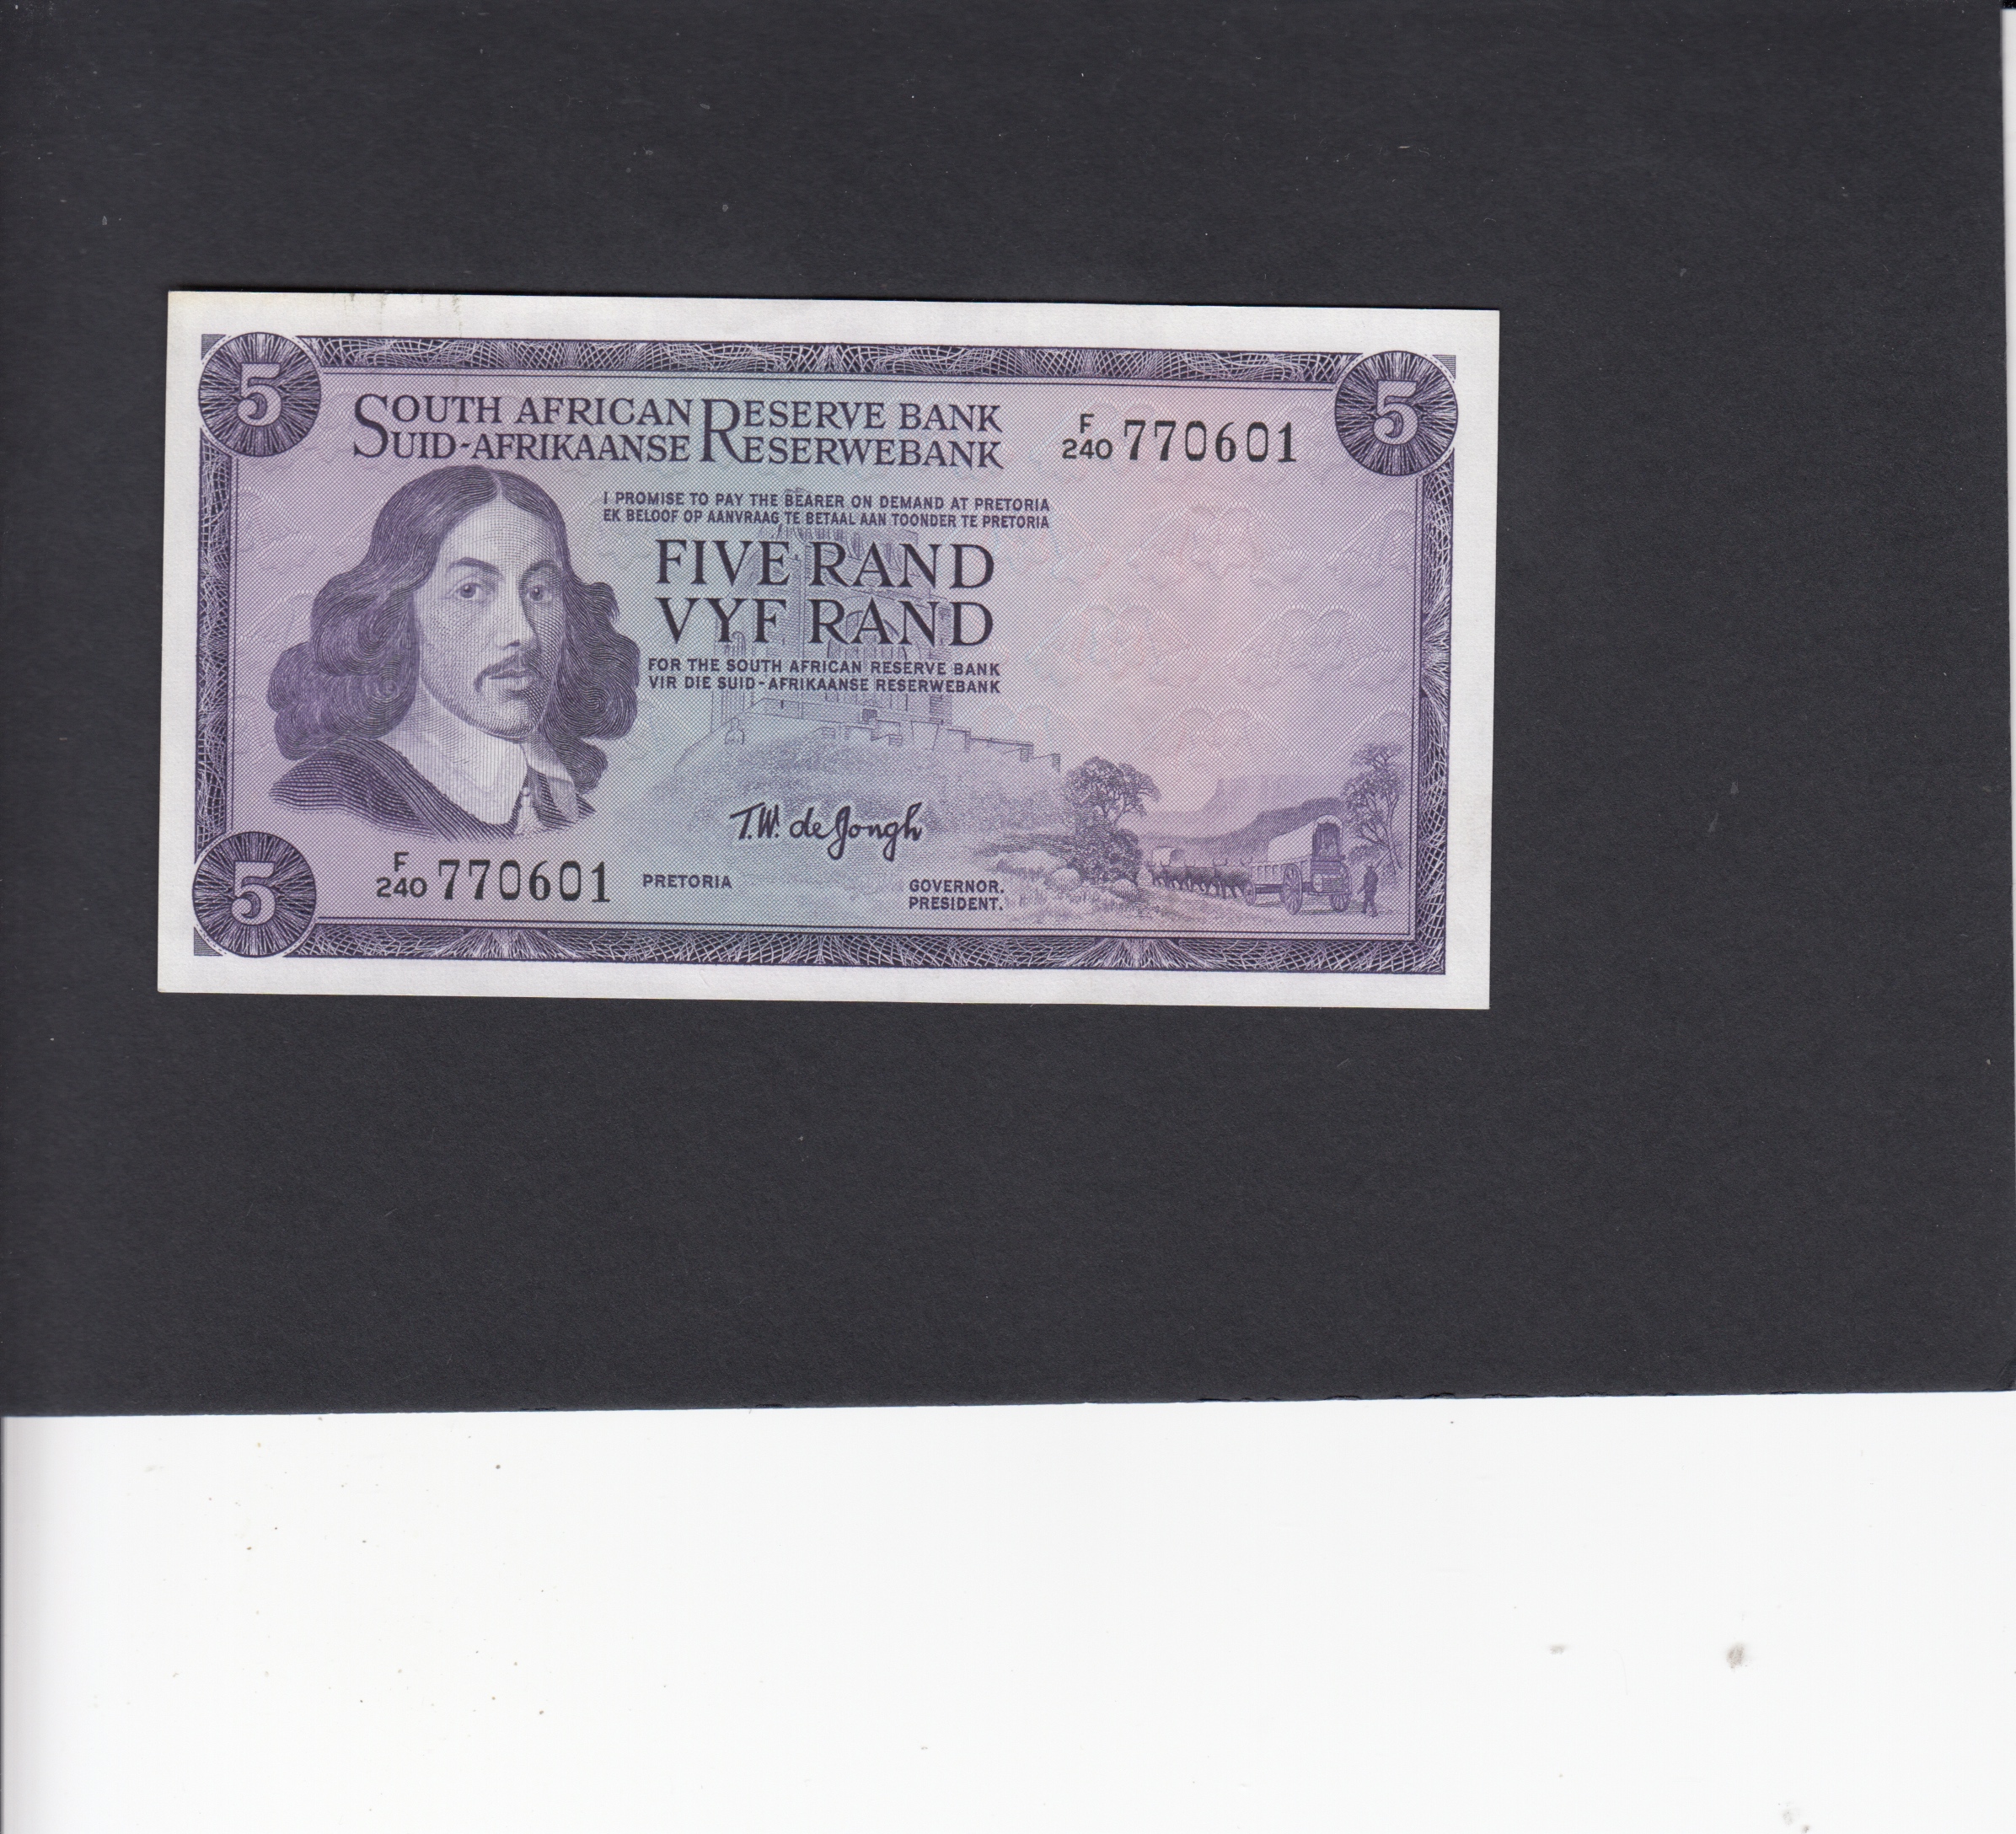 5
5
SOUTH AFRICAN RESERVE BANK
SUID-AFRIKAANSE RESERWEBANK
F/240 770601
I PROMISE TO PAY THE BEARER ON DEMAND AT PRETORIA
EK BELOOF OP AANVRAAG TE BETAAL AAN TOONDER TE PRETORIA
FIVE RAND
VYF RAND
FOR THE SOUTH AFRICAN RESERVE BANK
VIR DIE SUID-AFRIKAANSE RESERWEBANK
T.W. de Jongh
5
F/240 770601
PRETORIA
GOVERNOR.
PRESIDENT.